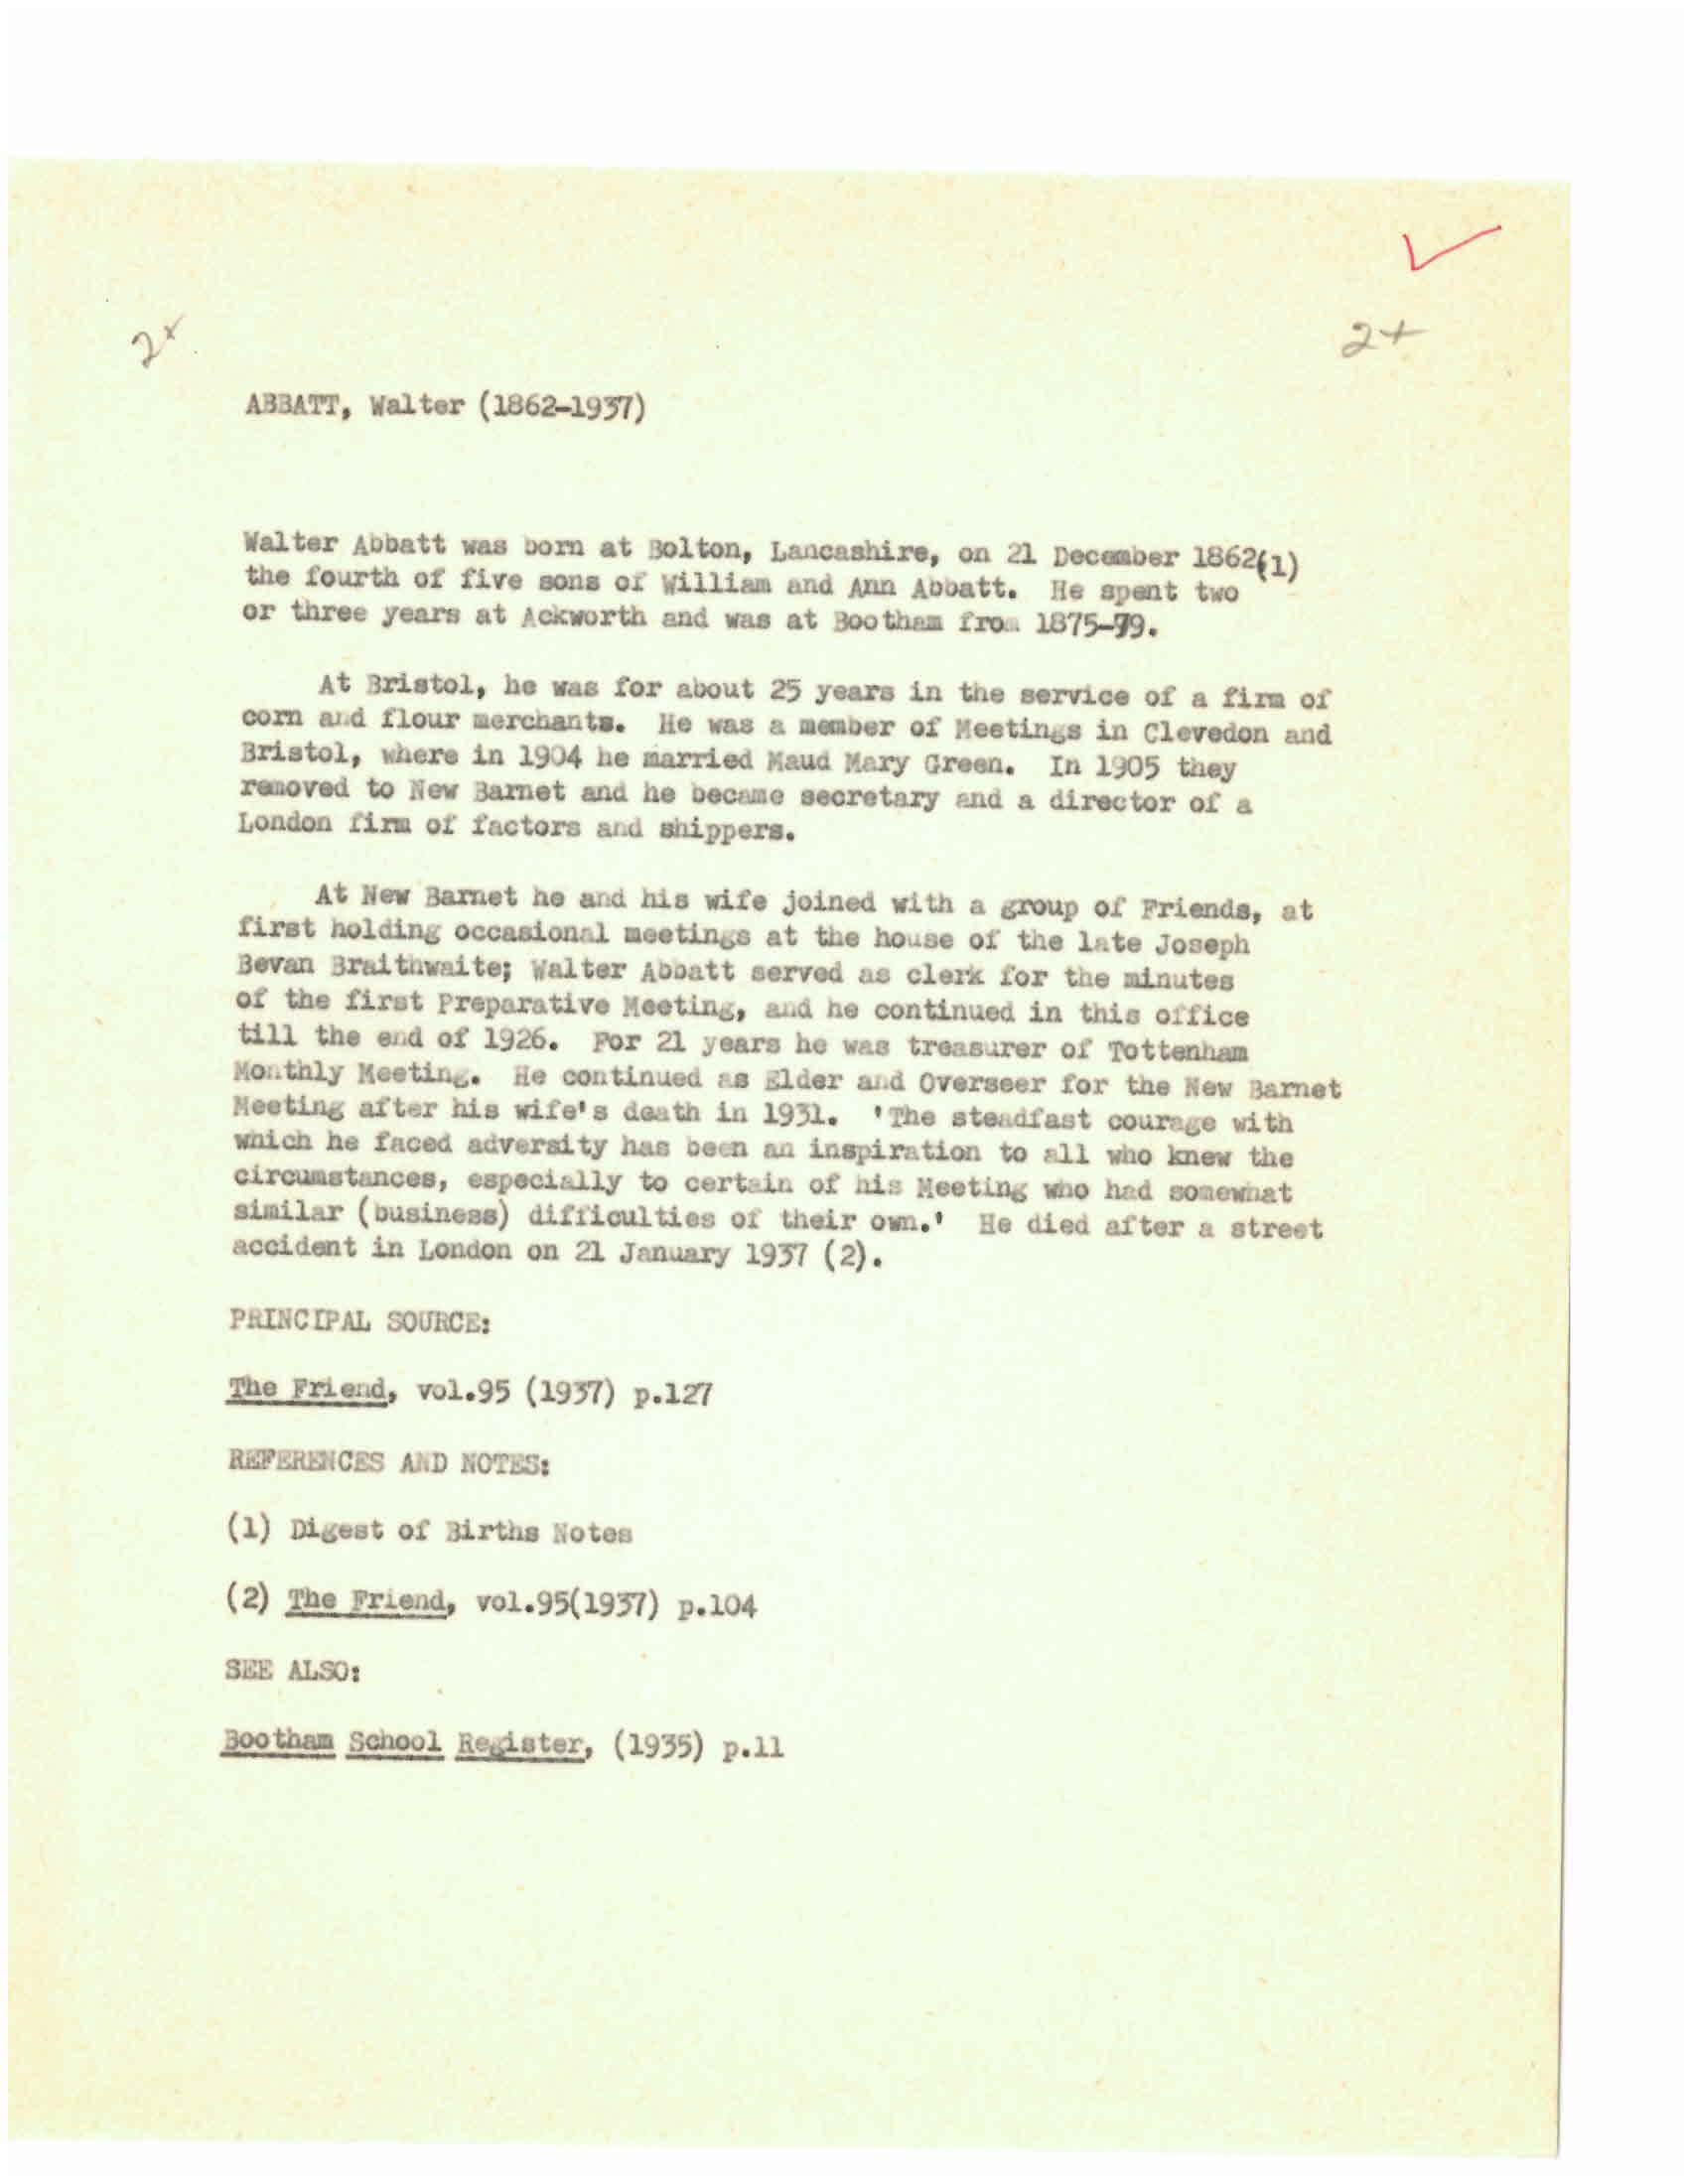 2+
2+
ABBATT, Walter (1862-1937)
Walter Abbatt was born at Bolton, Lancashire, on 21 December 1862(1)
the fourth of five sons of William and Ann Abbatt. He spent two
or three years at Ackworth and was at Bootham from 1875-79.
At Bristol, he was for about 25 years in the service of a firm of
corn and flour merchants. He was a member of Meetings in Clevedon and
Bristol, where in 1904 he married Maud Mary Green. In 1905 they
removed to New Barnet and he became secretary and a director of a
London firm of factors and shippers.
At New Barnet he and his wife joined with a group of Friends, at
first holding occasional meetings at the house of the late Joseph
Bevan Braithwaite; Walter Abbatt served as clerk for the minutes
of the first Preparative Meeting, and he continued in this office
till the end of 1926. For 21 years he was treasurer of Tottenham
Monthly Meeting. He continued as Elder and Overseer for the New Barnet
Meeting after his wife's death in 1931. 'The steadfast courage with
which he faced adversity has been an inspiration to all who knew the
circumstances, especially to certain of his Meeting who had somewhat
similar (business) difficulties of their own.' He died after a street
accident in London on 21 January 1937 (2).
PRINCIPAL SOURCE:
The Friend, vol.95 (1937) p.127
REFERENCES AND NOTES:
(1) Digest of Births Notes
(2) The Friend, vol.95(1937) p.104
SEE ALSO:
Bootham School Register, (1935) p.11